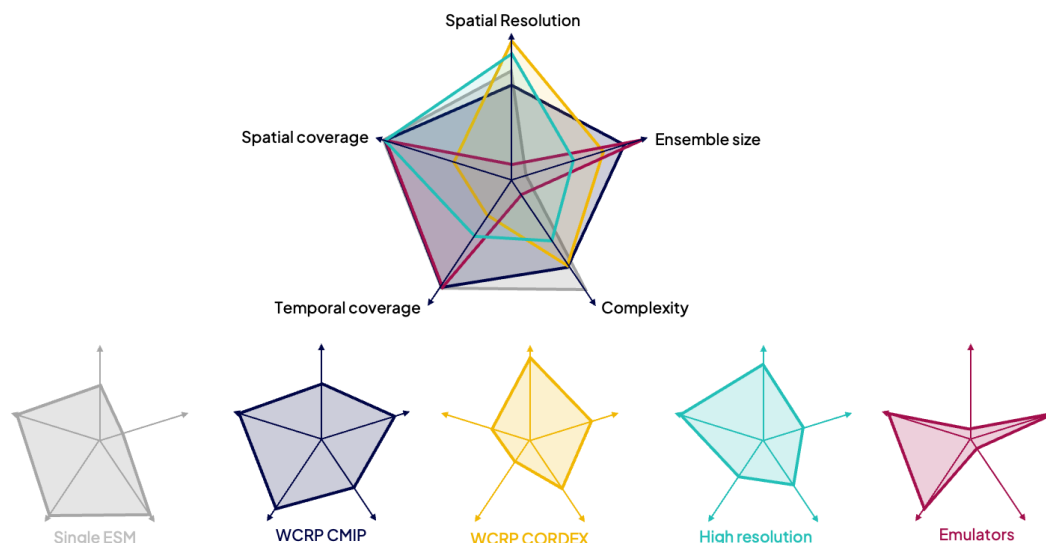 Spatial Resolution
Spatial coverage
Ensemble size
Temporal coverage
Complexity
Single ESM
WCRP CMIP
WCRP CORDEX
High resolution
Emulators